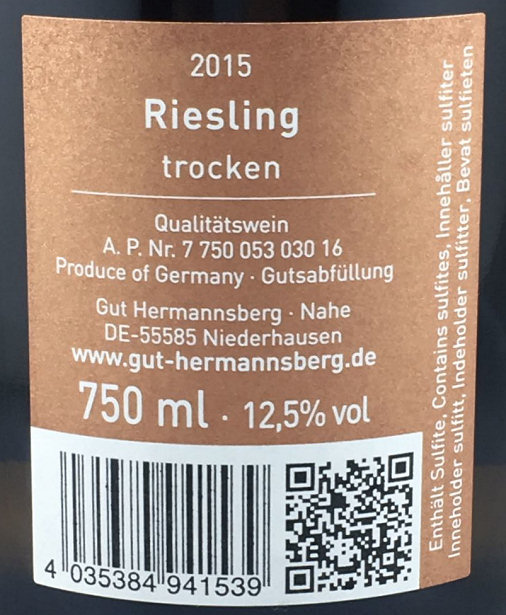 2015
Riesling
trocken
Qualitätswein
A. P. Nr. 7 750 053 030 16
Produce of Germany · Gutsabfüllung
Gut Hermannsberg · Nahe
DE-55585 Niederhausen
www.gut-hermannsberg.de
750 ml · 12,5% vol
4 035384 941539
Enthält Sulfite, Contains sulfites, Innehåller sulfiter
Inneholder sulfitt, Indeholder sulfitter, Bevat sulfieten